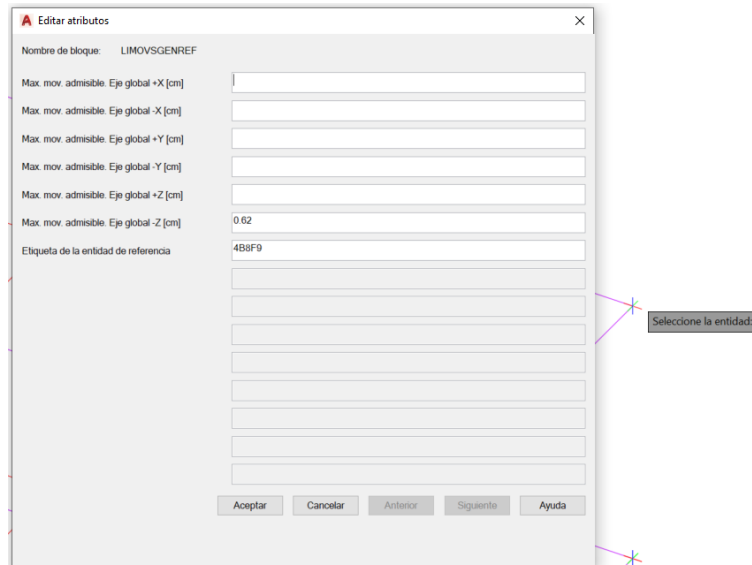 Editar atributos
Nombre de bloque: LIMOVSGENREF
Max. mov. admisible. Eje global +X [cm]
Max. mov. admisible. Eje global -X [cm]
Max. mov. admisible. Eje global +Y [cm]
Max. mov. admisible. Eje global -Y [cm]
Max. mov. admisible. Eje global +Z [cm]
Max. mov. admisible. Eje global -Z [cm] 0.62
Etiqueta de la entidad de referencia 4B8F9
Seleccione la entidad:
Aceptar Cancelar Anterior Siguiente Ayuda